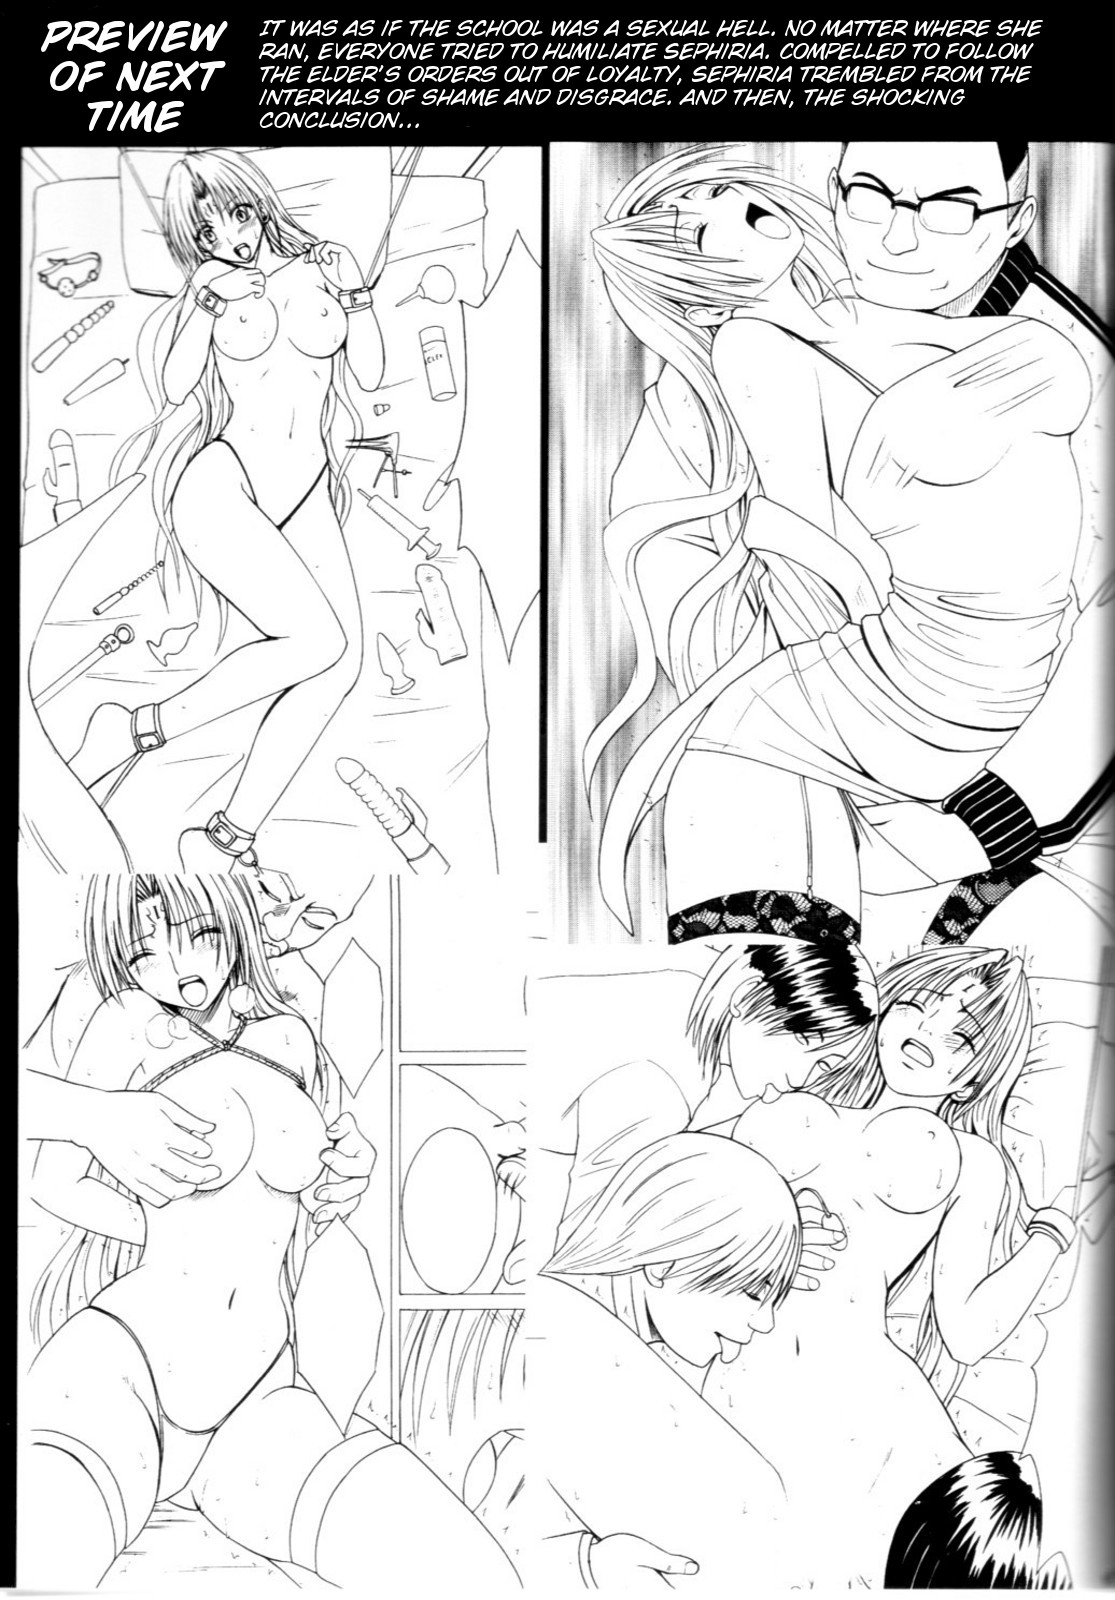 PREVIEW
OF NEXT
TIME
IT WAS AS IF THE SCHOOL WAS A SEXUAL HELL. NO MATTER WHERE SHE
RAN, EVERYONE TRIED TO HUMILIATE SEPHIRIA. COMPELLED TO FOLLOW
THE ELDER'S ORDERS OUT OF LOYALTY, SEPHIRIA TREMBLED FROM THE
INTERVALS OF SHAME AND DISGRACE. AND THEN, THE SHOCKING
CONCLUSION...